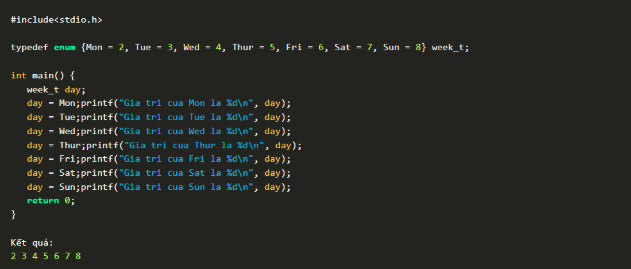 #include<stdio.h>
typedef enum {Mon = 2, Tue = 3, Wed = 4, Thur = 5, Fri = 6, Sat = 7, Sun = 8} week_t;
int main() {
week_t day;
day = Mon;printf("Gia tri cua Mon la %d\n", day);
day = Tue;printf("Gia tri cua Tue la %d\n", day);
day = Wed;printf("Gia tri cua Wed la %d\n", day);
day = Thur;printf("Gia tri cua Thur la %d\n", day);
day = Fri;printf("Gia tri cua Fri la %d\n", day);
day = Sat;printf("Gia tri cua Sat la %d\n", day);
day = Sun;printf("Gia tri cua Sun la %d\n", day);
return 0;
}
Kết quả:
2 3 4 5 6 7 8